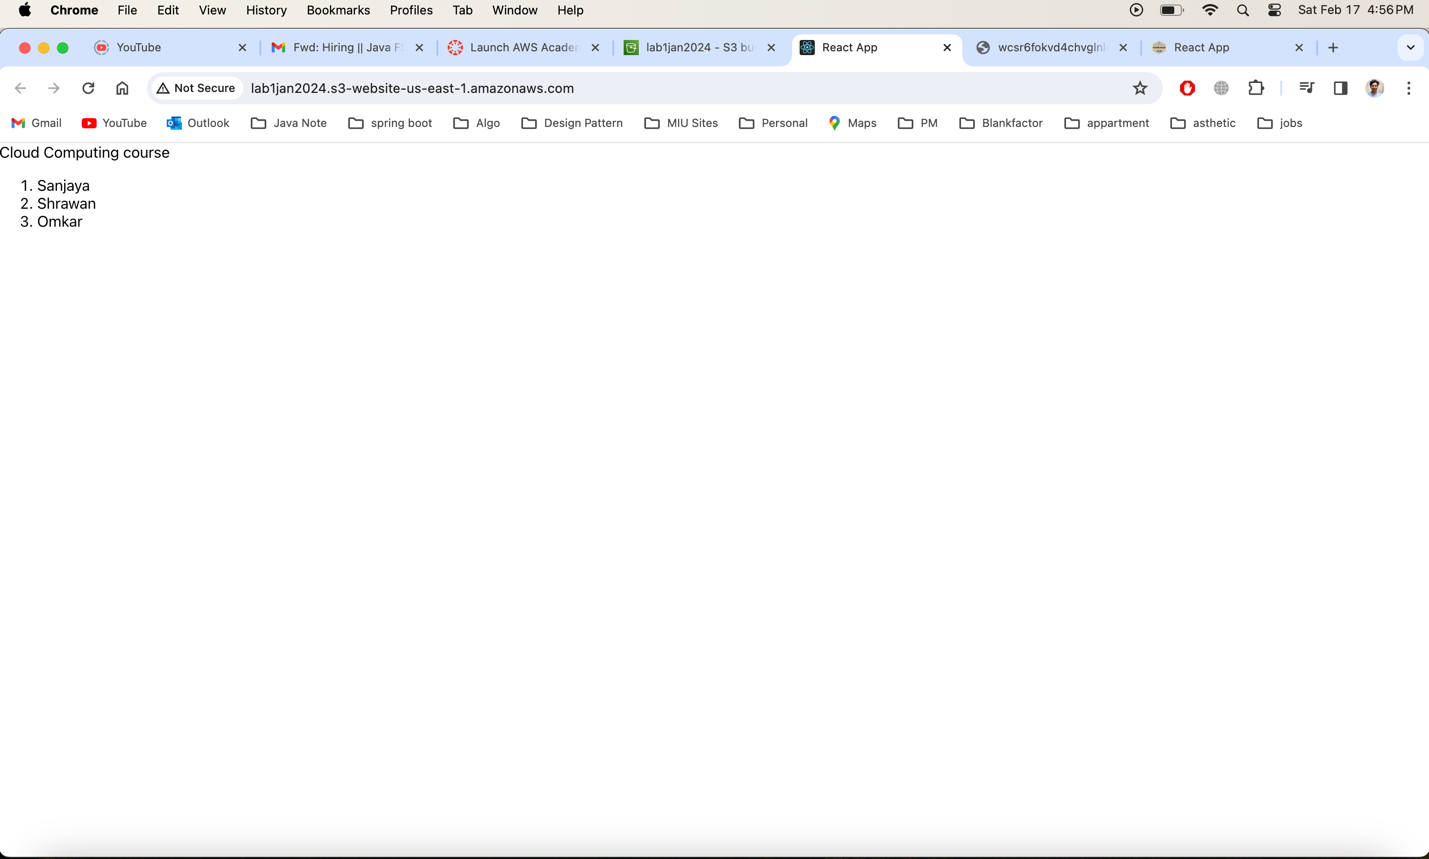 Chrome File Edit View History Bookmarks Profiles Tab Window Help Sat Feb 17 4:56 PM
YouTube Fwd: Hiring || Java F Launch AWS Acader lab1jan2024 - S3 bu React App React App
Not Secure lab1jan2024.s3-website-us-east-1.amazonaws.com
Gmail YouTube Outlook Java Note spring boot Algo Design Pattern MIU Sites Personal Maps PM Blankfactor appartment asthetic jobs
Cloud Computing course
1. Sanjaya
2. Shrawan
3. Omkar